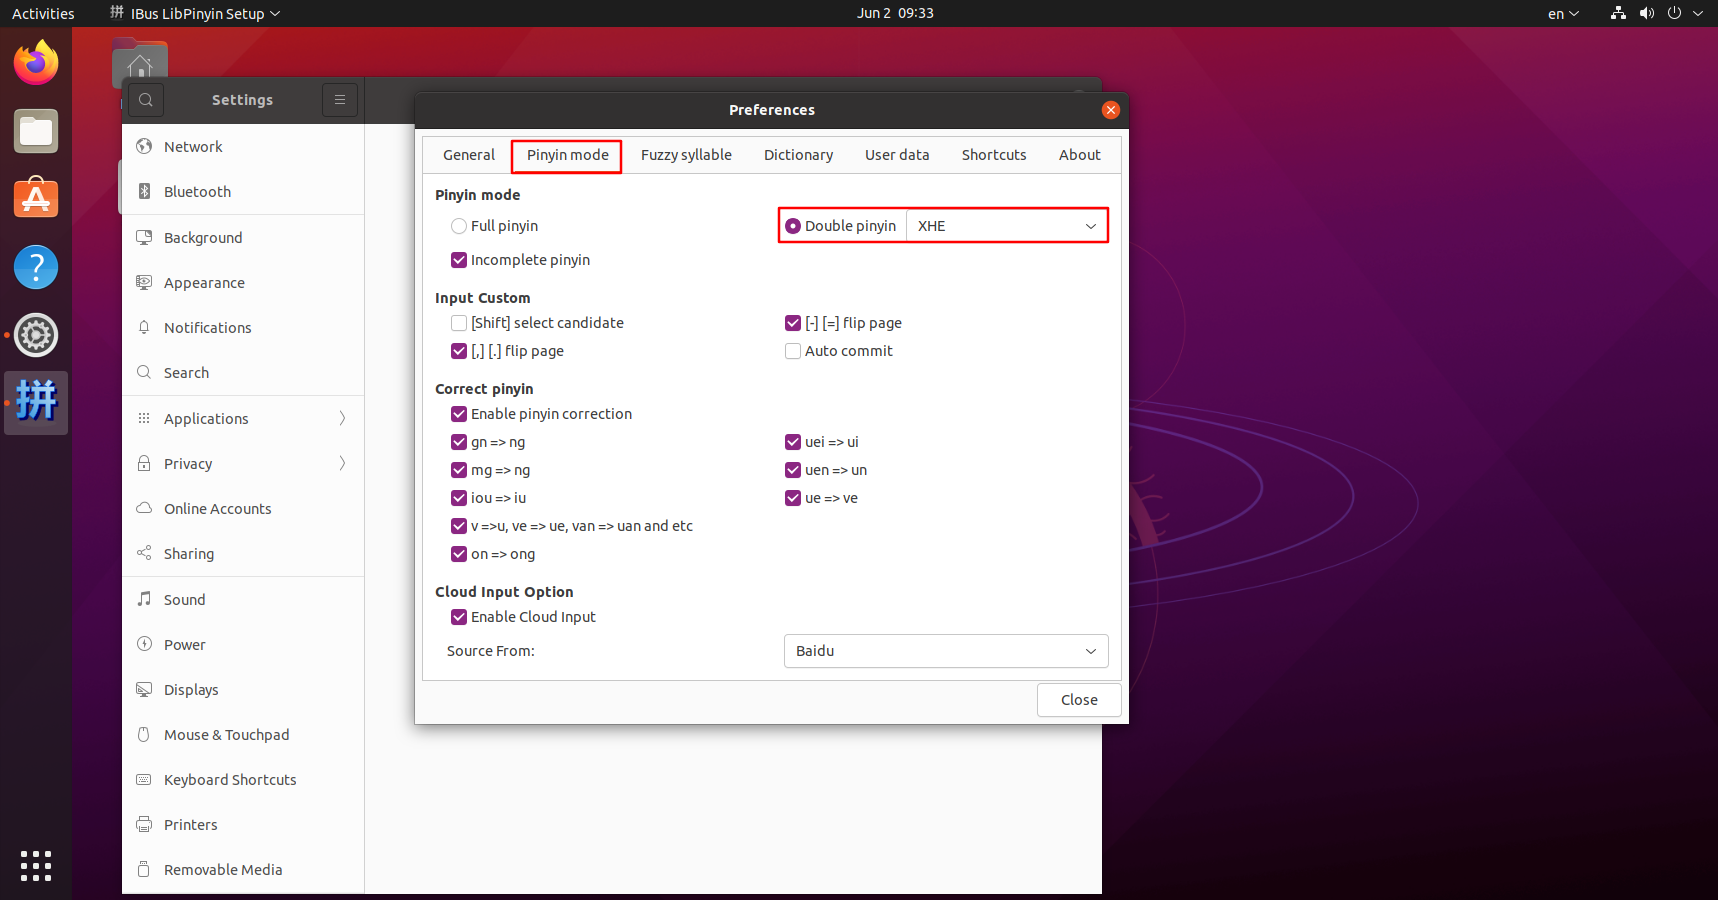 Activities
拼 IBus LibPinyin Setup
Jun 2 09:33
en
Settings
Network
Bluetooth
Background
Appearance
Notifications
Search
Applications
Privacy
Online Accounts
Sharing
Sound
Power
Displays
Mouse & Touchpad
Keyboard Shortcuts
Printers
Removable Media
拼
Preferences
General Pinyin mode Fuzzy syllable Dictionary User data Shortcuts About
Pinyin mode
Full pinyin Double pinyin XHE
Incomplete pinyin
Input Custom
[Shift] select candidate [-] [=] flip page
[,] [.] flip page Auto commit
Correct pinyin
Enable pinyin correction
gn => ng uei => ui
mg => ng uen => un
iou => iu ue => ve
v =>u, ve => ue, van => uan and etc
on => ong
Cloud Input Option
Enable Cloud Input
Source From: Baidu
Close